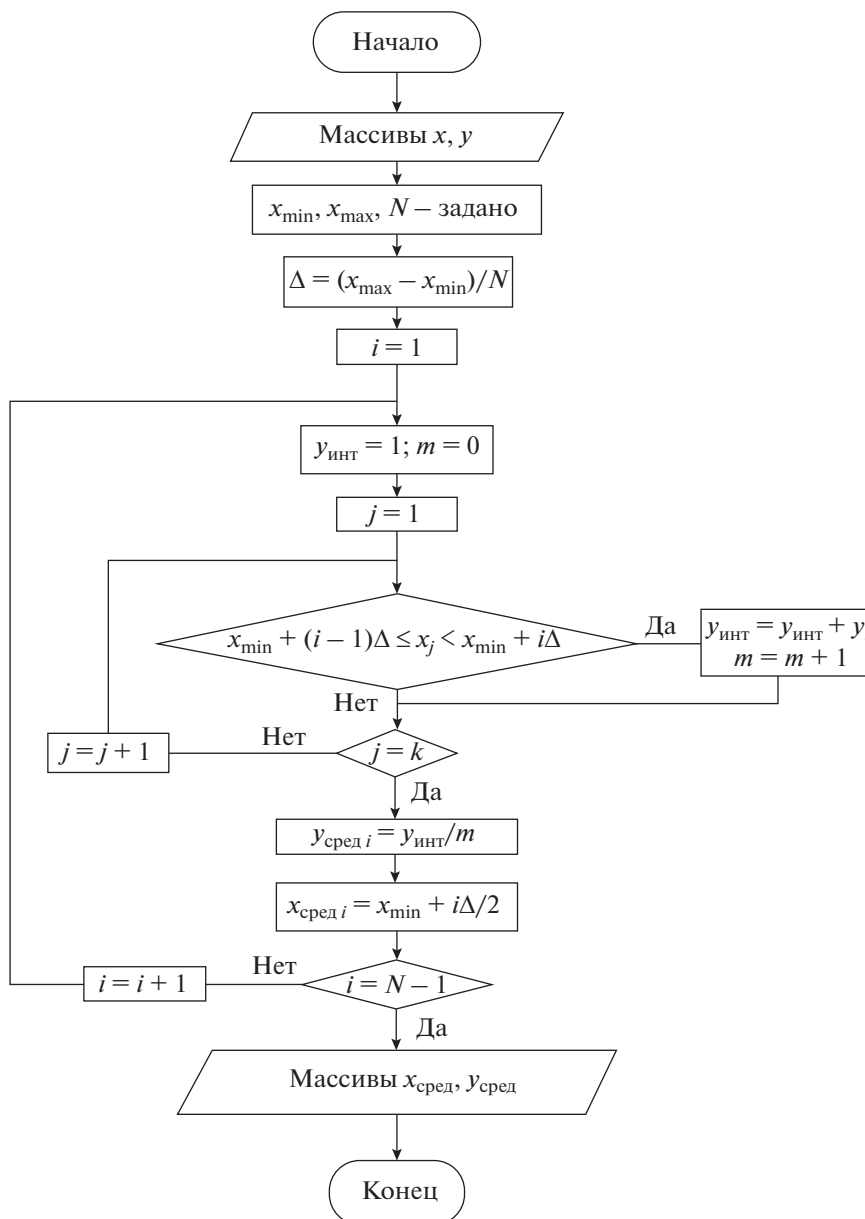 Начало
Массивы x, y
xmin, xmax, N – задано
Δ = (xmax – xmin)/N
i = 1
yинт = 1; m = 0
j = 1
xmin + (i – 1)Δ ≤ xj < xmin + iΔ
Да
yинт = yинт + y
m = m + 1
Нет
j = j + 1
Нет
j = k
Да
yсред i = yинт/m
xсред i = xmin + iΔ/2
i = i + 1
Нет
i = N – 1
Да
Массивы xсред, yсред
Конец